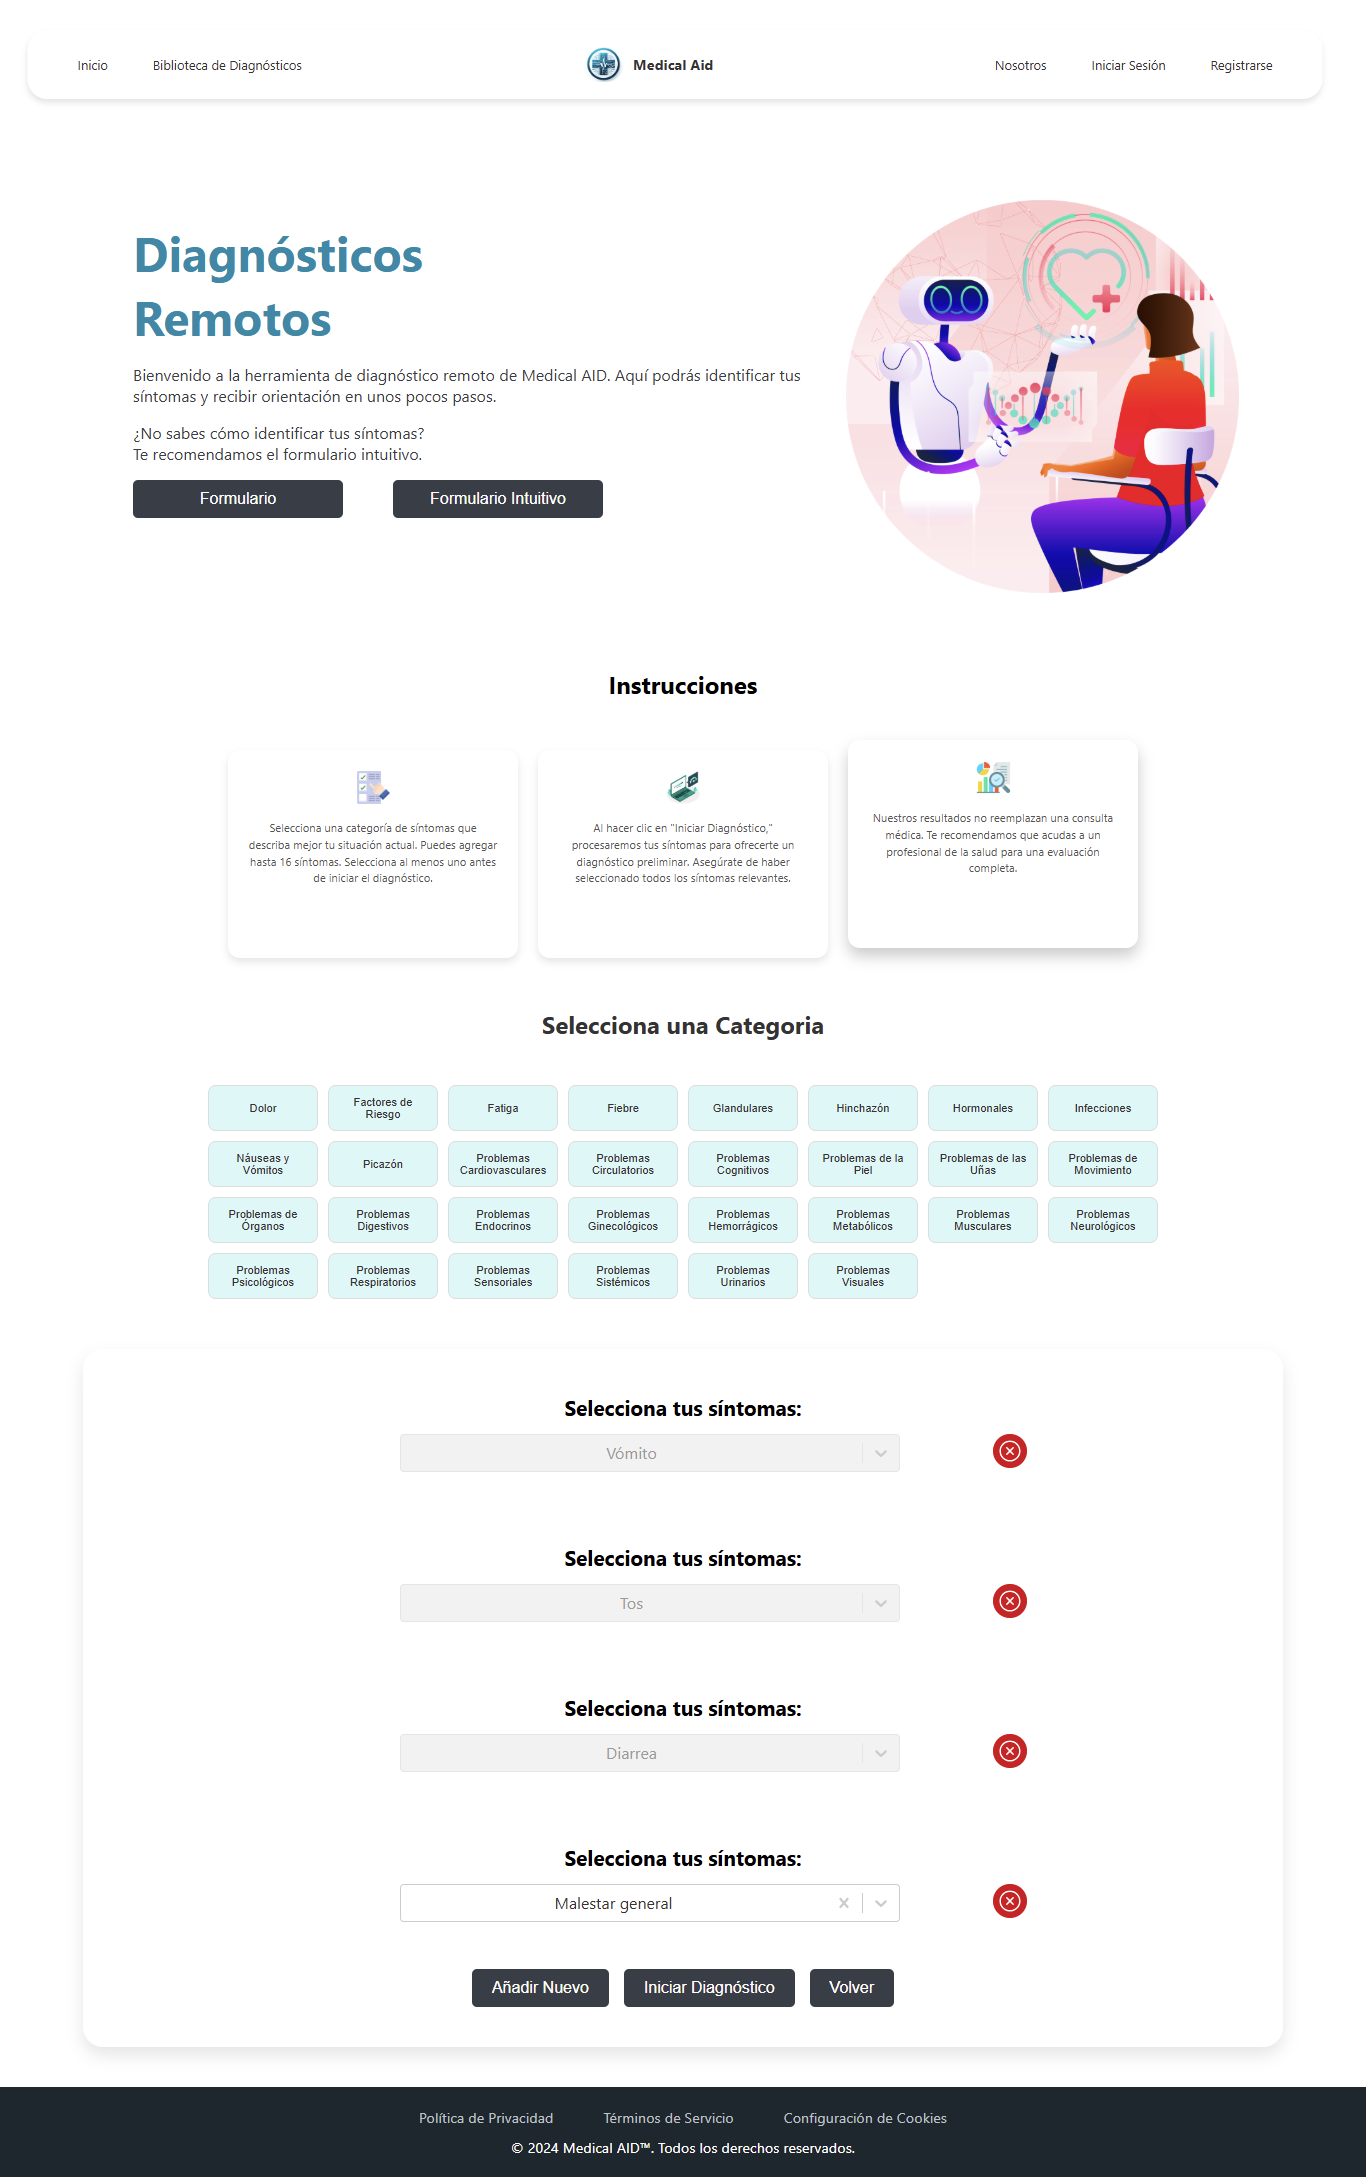 Inicio
Biblioteca de Diagnósticos
Medical Aid
Nosotros
Iniciar Sesión
Registrarse
Diagnósticos
Remotos
Bienvenido a la herramienta de diagnóstico remoto de Medical AID. Aquí podrás identificar tus
síntomas y recibir orientación en unos pocos pasos.
¿No sabes cómo identificar tus síntomas?
Te recomendamos el formulario intuitivo.
Formulario
Formulario Intuitivo
Instrucciones
Selecciona una categoría de síntomas que
describa mejor tu situación actual. Puedes agregar
hasta 16 síntomas. Selecciona al menos uno antes
de iniciar el diagnóstico.
Al hacer clic en "Iniciar Diagnóstico,"
procesaremos tus síntomas para ofrecerte un
diagnóstico preliminar. Asegúrate de haber
seleccionado todos los síntomas relevantes.
Nuestros resultados no reemplazan una consulta
médica. Te recomendamos que acudas a un
profesional de la salud para una evaluación
completa.
Selecciona una Categoria
Dolor
Factores de
Riesgo
Fatiga
Fiebre
Glandulares
Hinchazón
Hormonales
Infecciones
Náuseas y
Vómitos
Picazón
Problemas
Cardiovasculares
Problemas
Circulatorios
Problemas
Cognitivos
Problemas de la
Piel
Problemas de las
Uñas
Problemas de
Movimiento
Problemas de
Órganos
Problemas
Digestivos
Problemas
Endocrinos
Problemas
Ginecológicos
Problemas
Hemorrágicos
Problemas
Metabólicos
Problemas
Musculares
Problemas
Neurológicos
Problemas
Psicológicos
Problemas
Respiratorios
Problemas
Sensoriales
Problemas
Sistémicos
Problemas
Urinarios
Problemas
Visuales
Selecciona tus síntomas:
Vómito
Selecciona tus síntomas:
Tos
Selecciona tus síntomas:
Diarrea
Selecciona tus síntomas:
Malestar general
Añadir Nuevo
Iniciar Diagnóstico
Volver
Política de Privacidad
Términos de Servicio
Configuración de Cookies
© 2024 Medical AID™. Todos los derechos reservados.